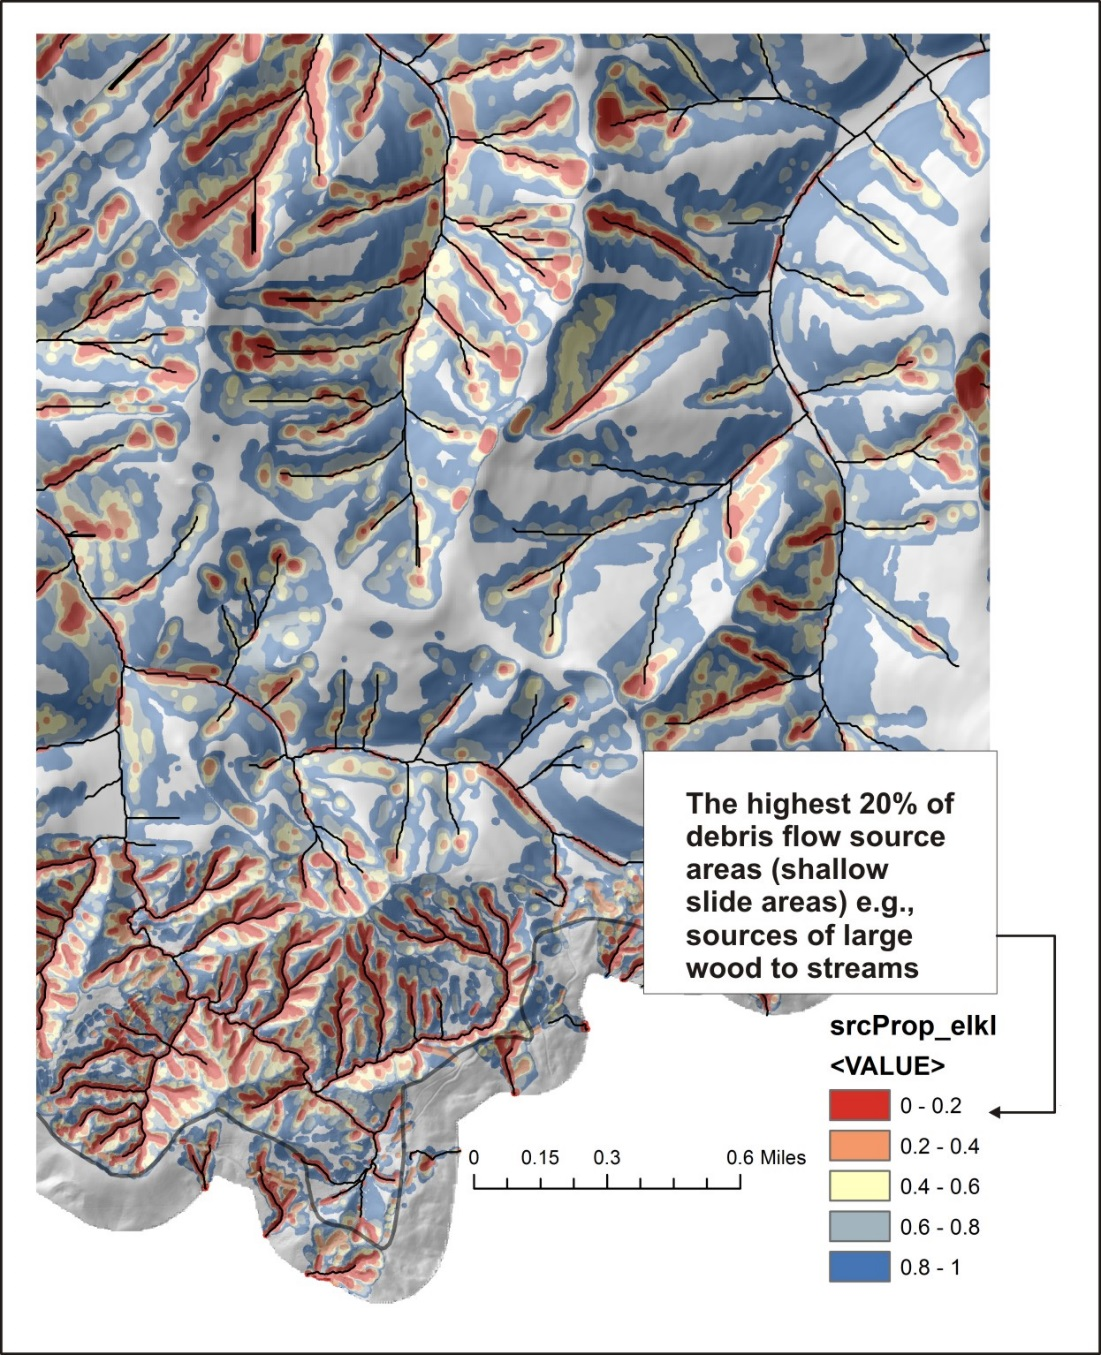 The highest 20% of
debris flow source
areas (shallow
slide areas) e.g.,
sources of large
wood to streams
srcProp_elkl
<VALUE>
0 - 0.2
0.2 - 0.4
0.4 - 0.6
0.6 - 0.8
0.8 - 1
0 0.15 0.3 0.6 Miles